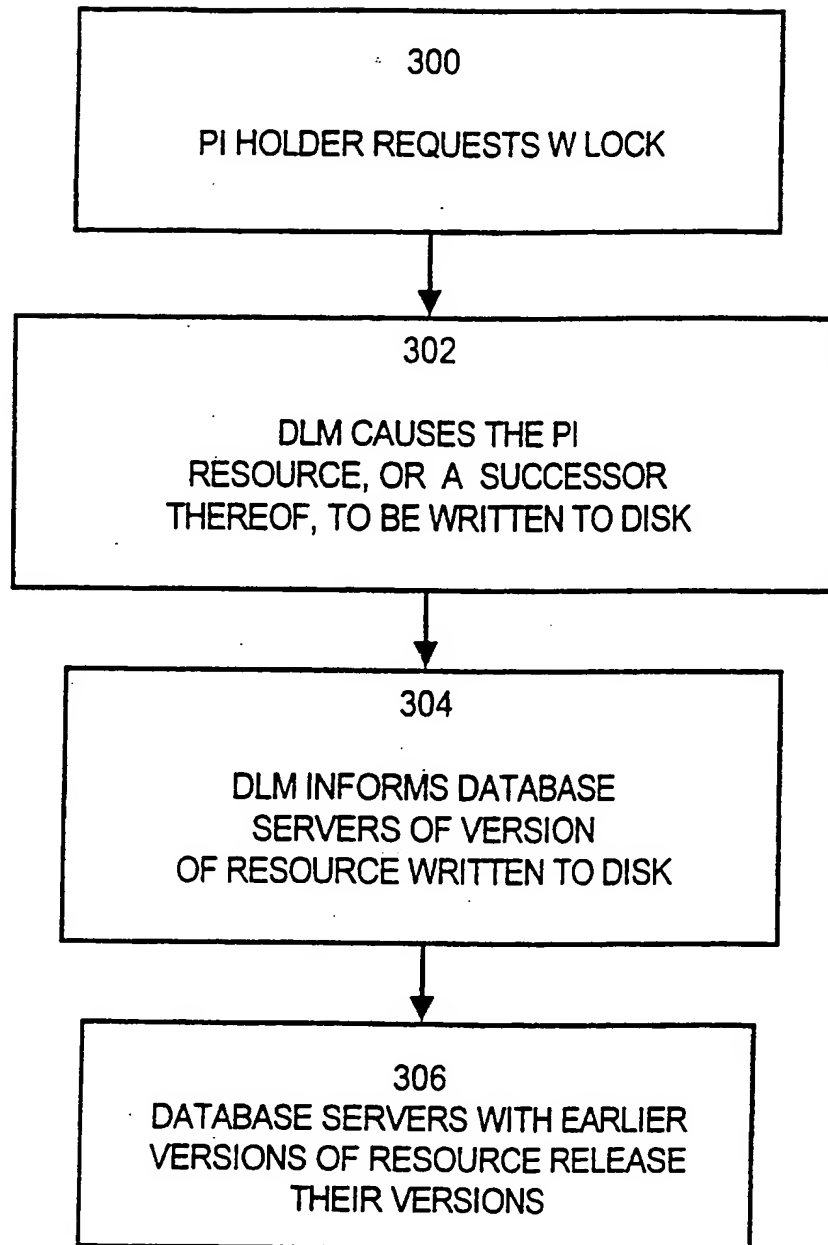 300
PI HOLDER REQUESTS W LOCK
302
DLM CAUSES THE PI
RESOURCE, OR A SUCCESSOR
THEREOF, TO BE WRITTEN TO DISK
304
DLM INFORMS DATABASE
SERVERS OF VERSION
OF RESOURCE WRITTEN TO DISK
306
DATABASE SERVERS WITH EARLIER
VERSIONS OF RESOURCE RELEASE
THEIR VERSIONS